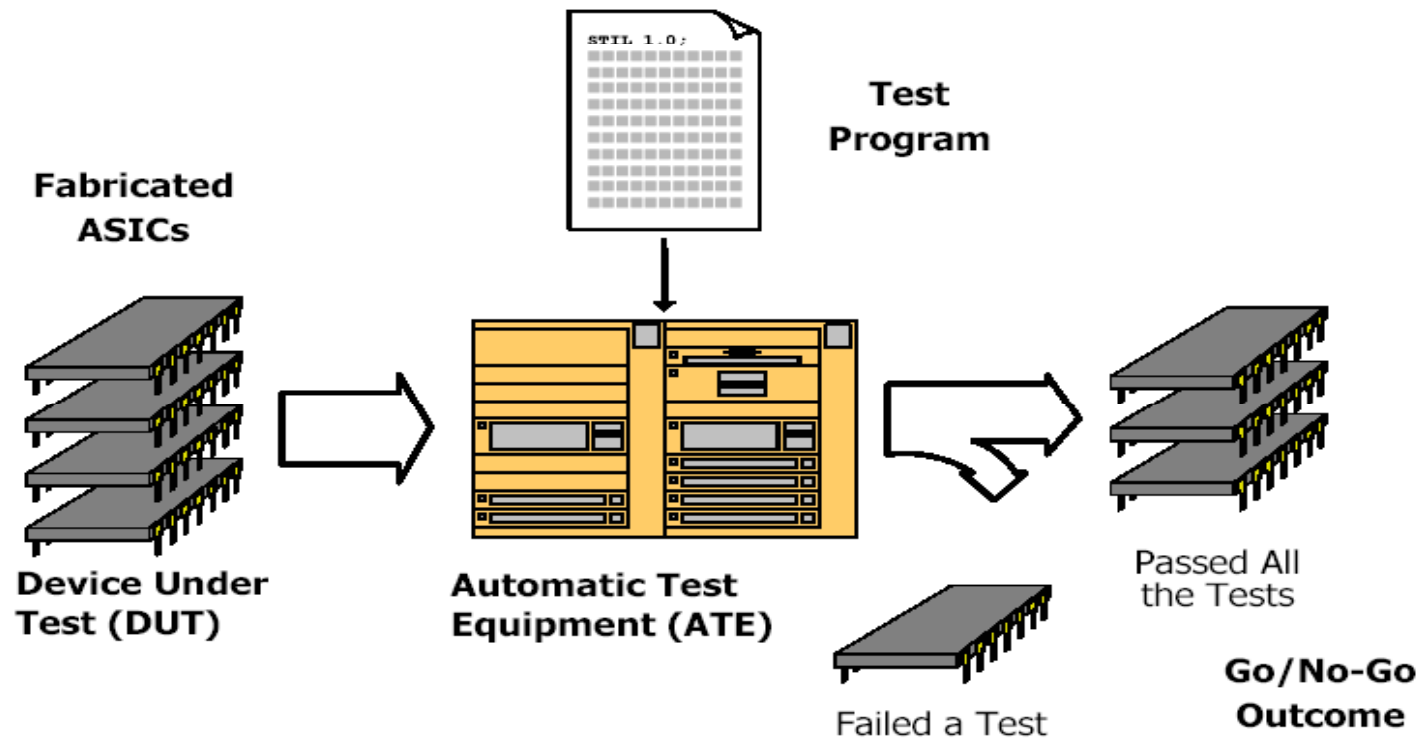 STIL 1.0;
Test
Program
Fabricated
ASICs
Device Under
Test (DUT)
Automatic Test
Equipment (ATE)
Passed All
the Tests
Failed a Test
Go/No-Go
Outcome